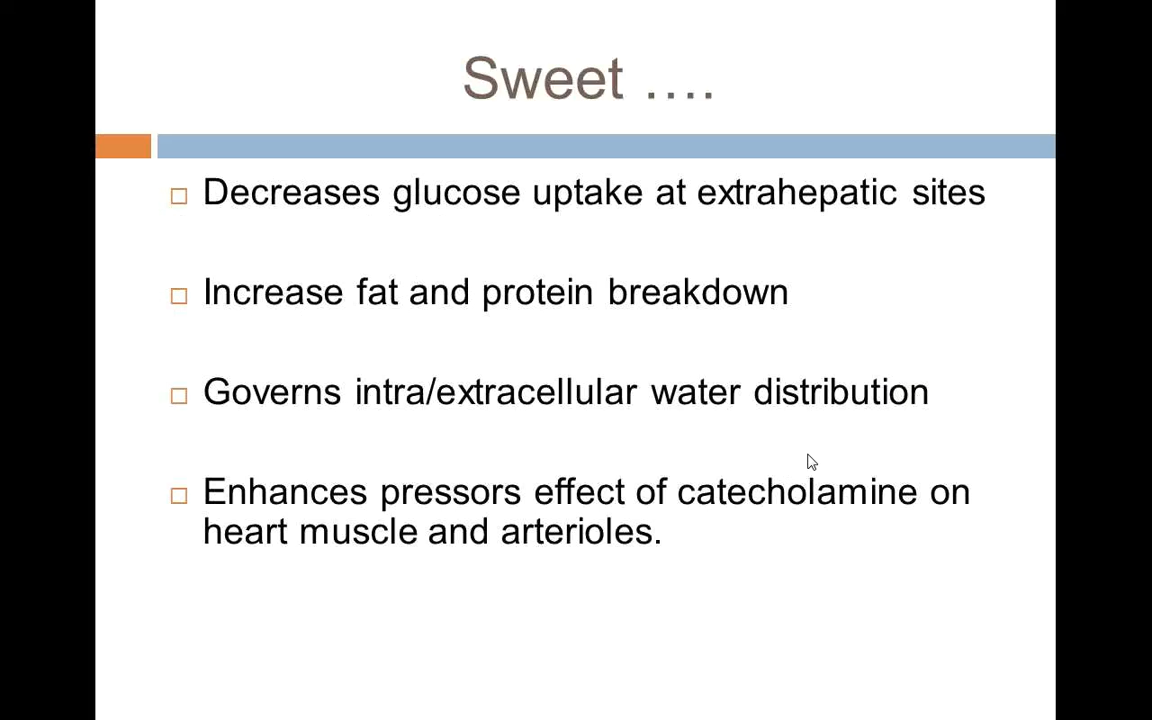 Sweet ....
Decreases glucose uptake at extrahepatic sites
Increase fat and protein breakdown
Governs intra/extracellular water distribution
Enhances pressors effect of catecholamine on
heart muscle and arterioles.